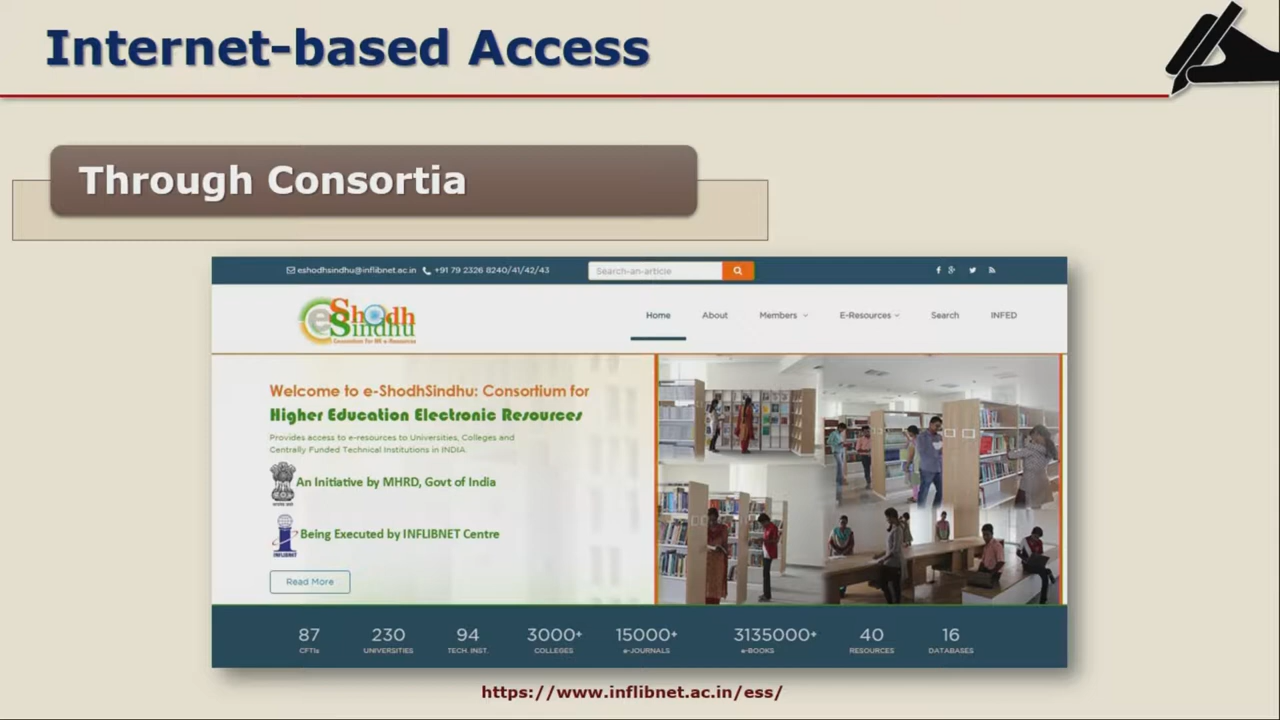 Internet-based Access
Through Consortia
eshodhsindhu@inflibnet.ac.in +91 79 2326 8240/41/42/43 Search-an-article
e Shodh
Sindhu
Home About Members E-Resources Search INFED
Welcome to e-ShodhSindhu: Consortium for
Higher Education Electronic Resources
Provides access to e-resources to Universities, Colleges and
Centrally Funded Technical Institutions in INDIA
An Initiative by MHRD, Govt of India
Being Executed by INFLIBNET Centre
INFLIBNET
Read More
87 230 94 3000+ 15000+ 3135000+ 40 16
CFTIs UNIVERSITIES TECH. INST. COLLEGES e-JOURNALS e-BOOKS RESOURCES DATABASES
https://www.inflibnet.ac.in/ess/